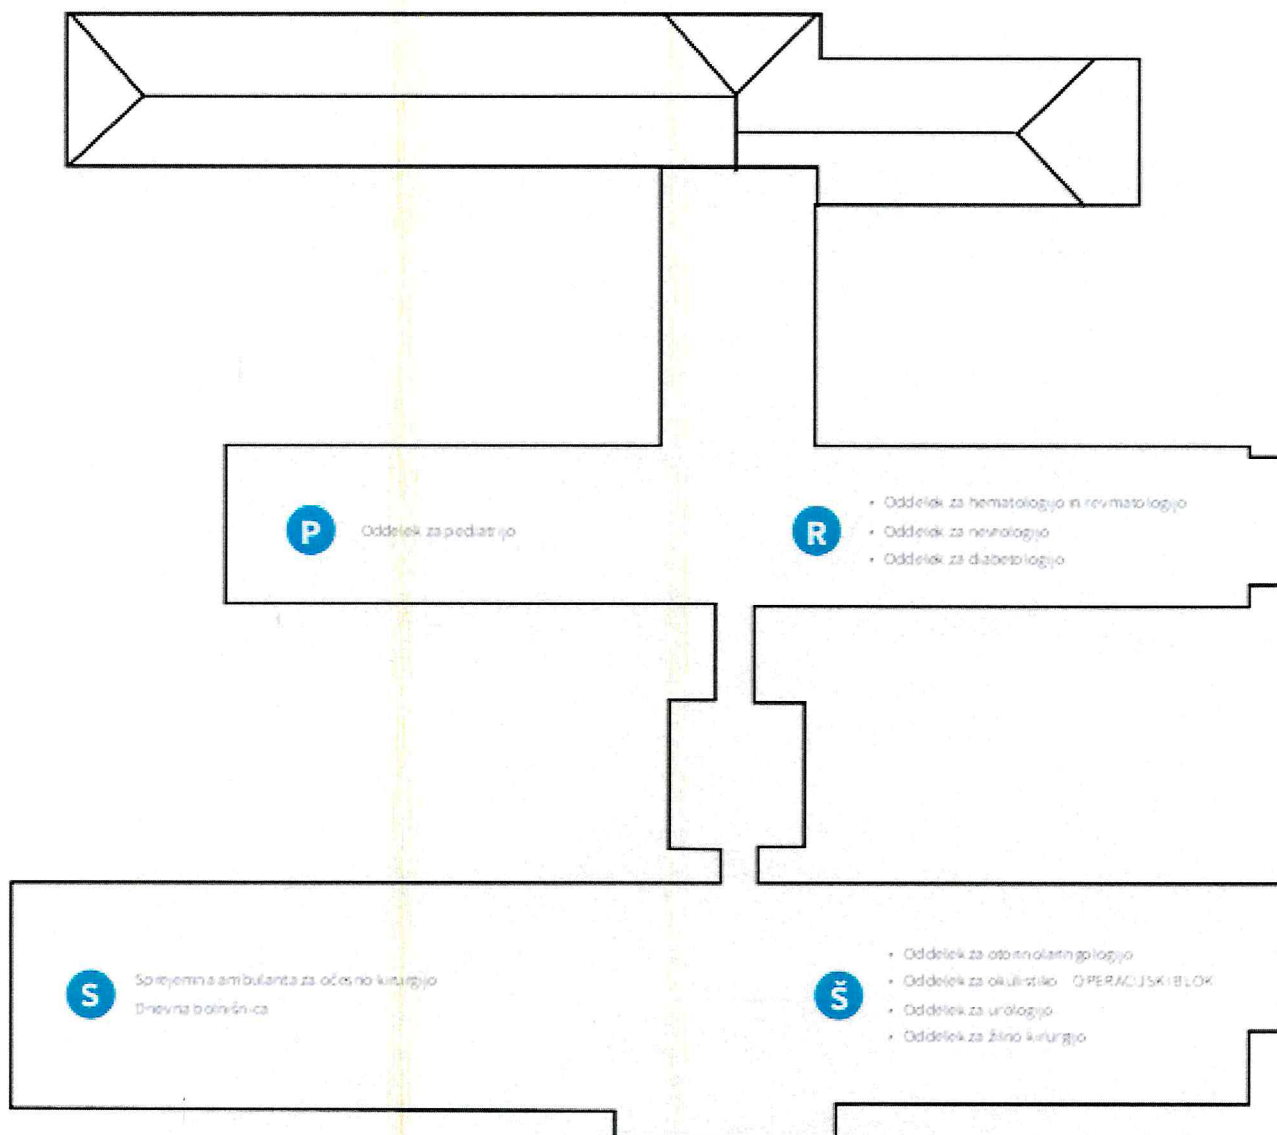 P
Oddelek za pediatrijo
R
• Oddelek za hematologijo in revmatologijo
• Oddelek za nevrologijo
• Oddelek za diabetologijo
S
Sprejemna ambulanta za očesno kirurgijo
Dnevna bolnišnica
Š
• Oddelek za otorinolaringologijo
• Oddelek za okulistiko OPERACIJSKI BLOK
• Oddelek za urologijo
• Oddelek za žilno kirurgijo